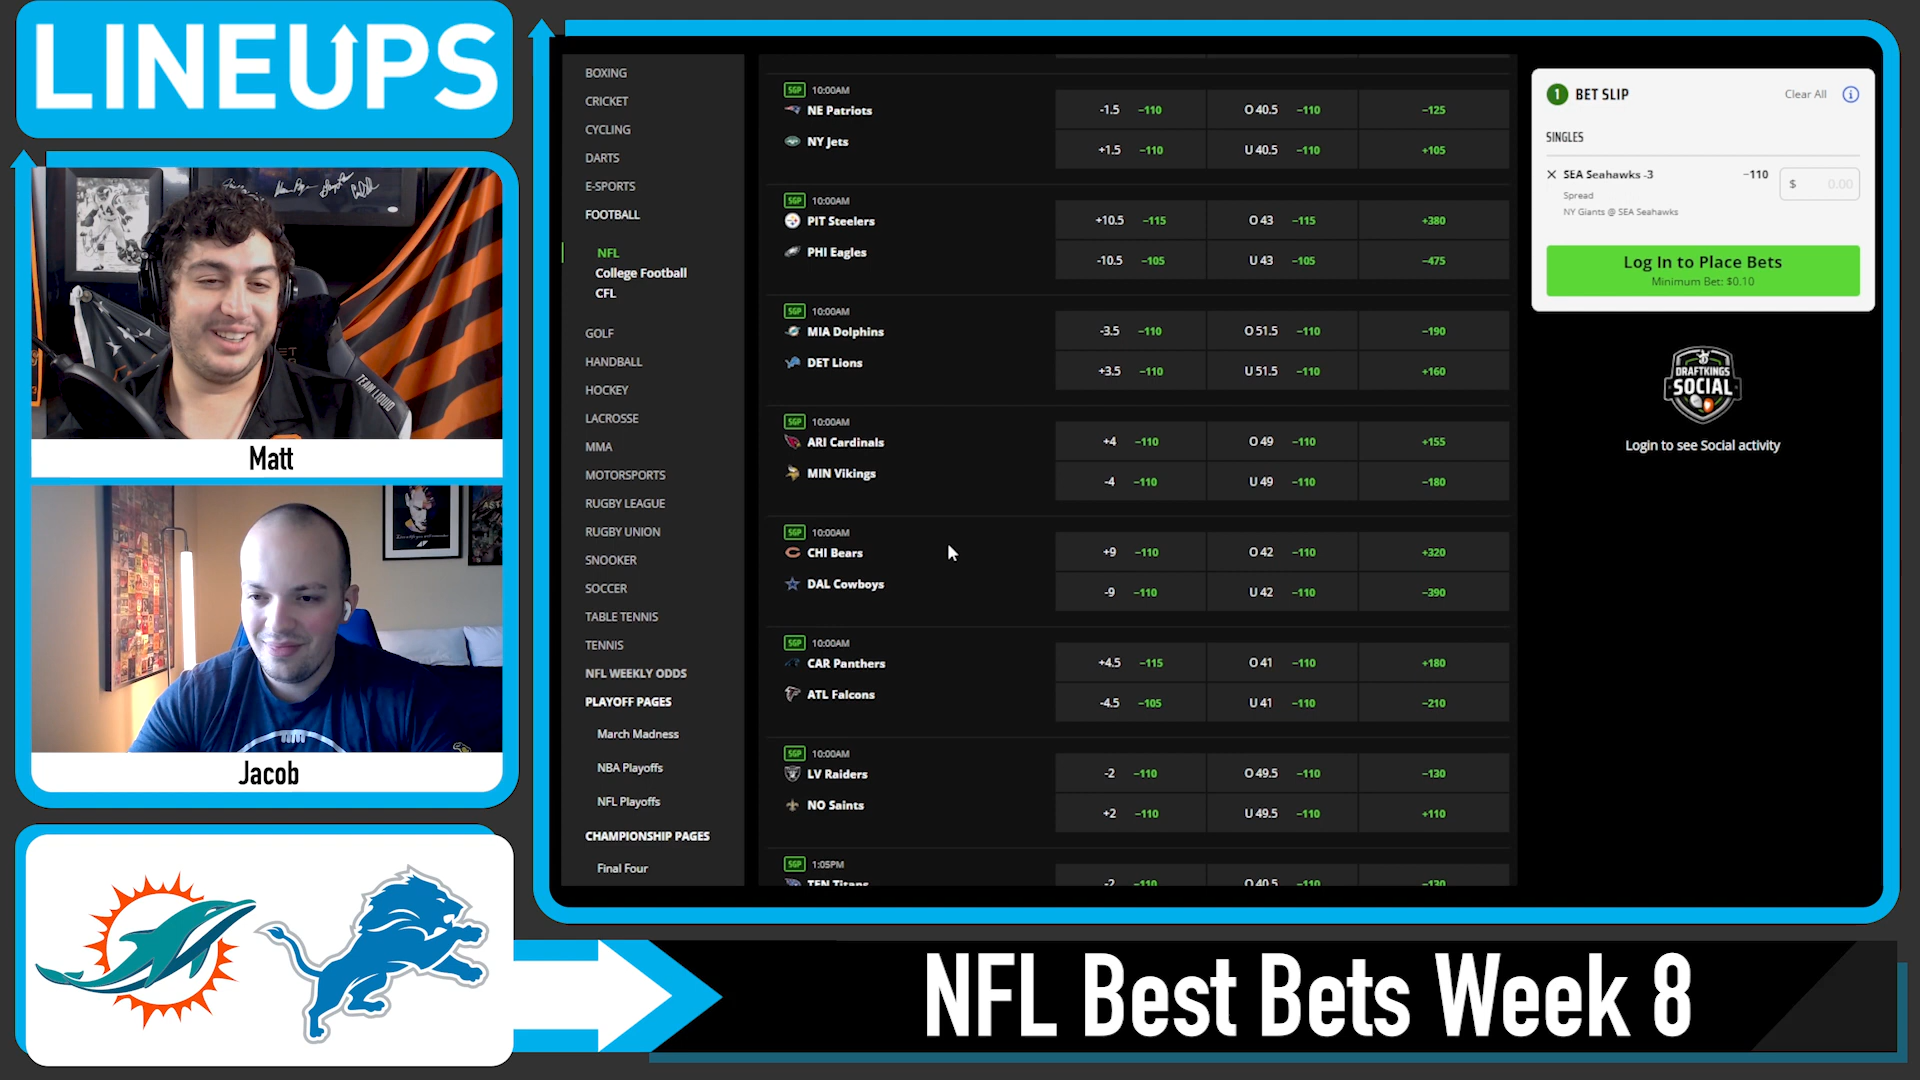 LINEUPS
Matt
TEAM LIQUID
Jacob
BOXING
CRICKET
CYCLING
DARTS
E-SPORTS
FOOTBALL
NFL
College Football
CFL
GOLF
HANDBALL
HOCKEY
LACROSSE
MMA
MOTORSPORTS
RUGBY LEAGUE
RUGBY UNION
SNOOKER
SOCCER
TABLE TENNIS
TENNIS
NFL WEEKLY ODDS
PLAYOFF PAGES
March Madness
NBA Playoffs
NFL Playoffs
CHAMPIONSHIP PAGES
Final Four
SGP 10:00AM
NE Patriots -1.5 −110 O 40.5 −110 −125
NY Jets +1.5 −110 U 40.5 −110 +105
SGP 10:00AM
PIT Steelers +10.5 −115 O 43 −115 +380
PHI Eagles -10.5 −105 U 43 −105 −475
SGP 10:00AM
MIA Dolphins -3.5 −110 O 51.5 −110 −190
DET Lions +3.5 −110 U 51.5 −110 +160
SGP 10:00AM
ARI Cardinals +4 −110 O 49 −110 +155
MIN Vikings -4 −110 U 49 −110 −180
SGP 10:00AM
CHI Bears +9 −110 O 42 −110 +320
DAL Cowboys -9 −110 U 42 −110 −390
SGP 10:00AM
CAR Panthers +4.5 −115 O 41 −110 +180
ATL Falcons -4.5 −105 U 41 −110 −210
SGP 10:00AM
LV Raiders -2 −110 O 49.5 −110 −130
NO Saints +2 −110 U 49.5 −110 +110
SGP 1:05PM
TEN Titans -2 −110 O 40.5 −110 −130
1 BET SLIP Clear All i
SINGLES
SEA Seahawks -3 −110 $ 0.00
Spread
NY Giants @ SEA Seahawks
Log In to Place Bets
Minimum Bet: $0.10
DRAFTKINGS
SOCIAL
Login to see Social activity
NFL Best Bets Week 8